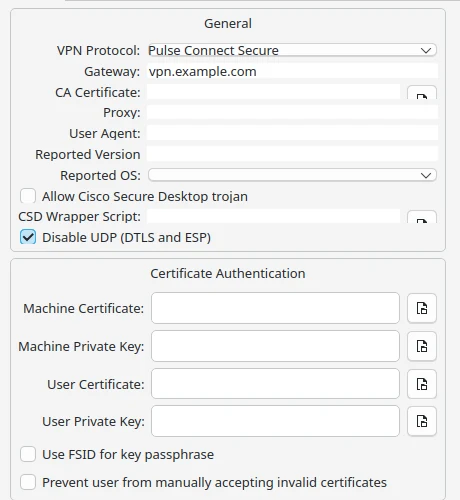 General
VPN Protocol: Pulse Connect Secure
Gateway: vpn.example.com
CA Certificate:
Proxy:
User Agent:
Reported Version
Reported OS:
Allow Cisco Secure Desktop trojan
CSD Wrapper Script:
Disable UDP (DTLS and ESP)
Certificate Authentication
Machine Certificate:
Machine Private Key:
User Certificate:
User Private Key:
Use FSID for key passphrase
Prevent user from manually accepting invalid certificates